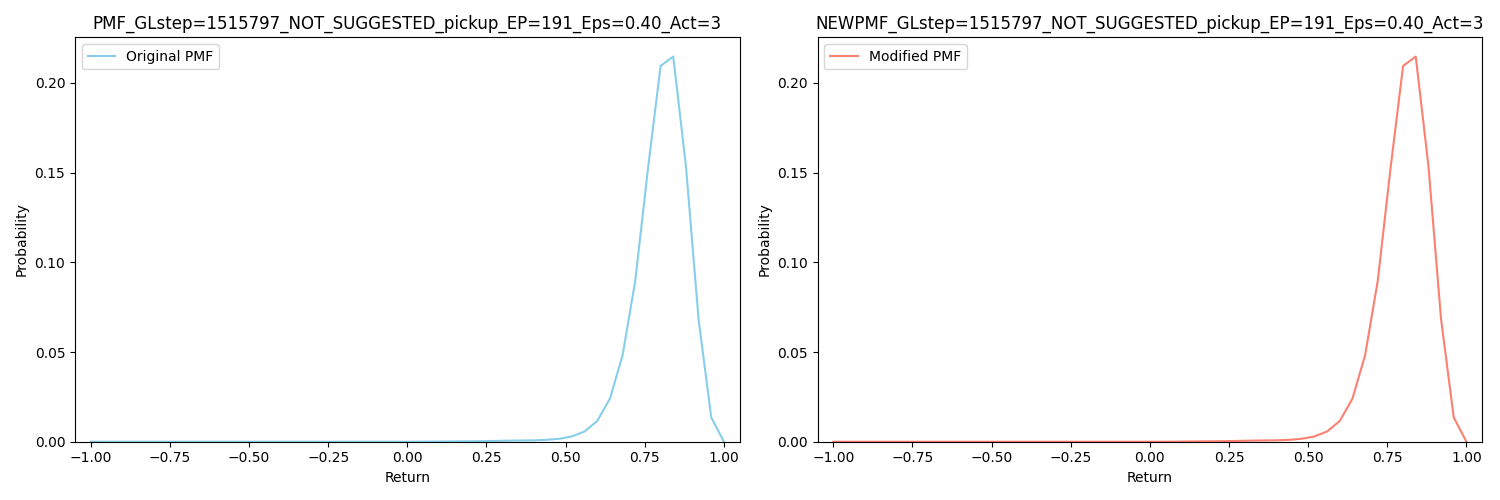 PMF_GLstep=1515797_NOT_SUGGESTED_pickup_EP=191_Eps=0.40_Act=3
Original PMF
Probability
0.20
0.15
0.10
0.05
0.00
−1.00 −0.75 −0.50 −0.25 0.00 0.25 0.50 0.75 1.00
Return
NEWPMF_GLstep=1515797_NOT_SUGGESTED_pickup_EP=191_Eps=0.40_Act=3
Modified PMF
Probability
0.20
0.15
0.10
0.05
0.00
−1.00 −0.75 −0.50 −0.25 0.00 0.25 0.50 0.75 1.00
Return